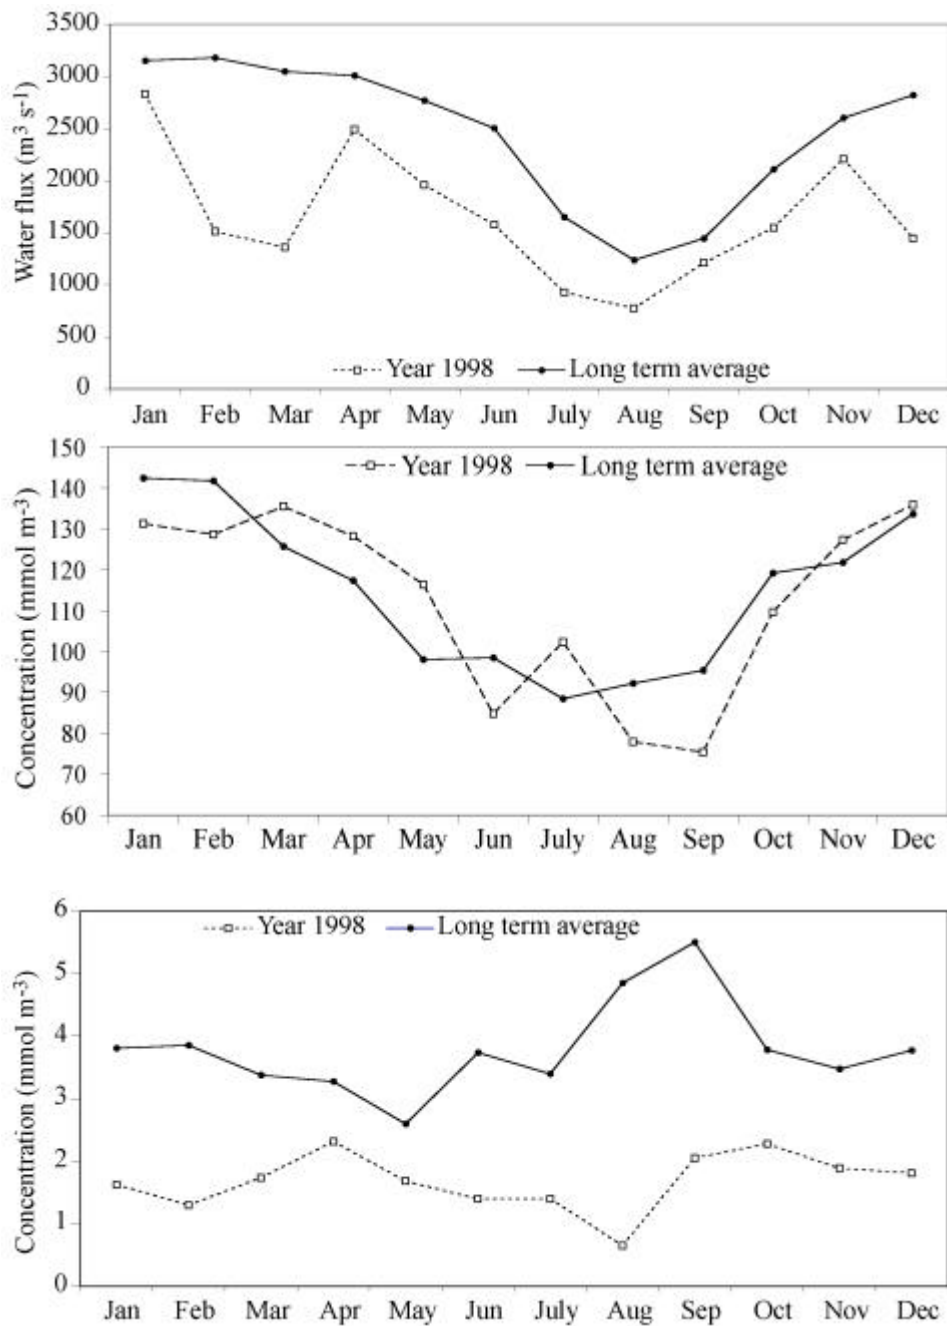 3500
3000
2500
2000
1500
1000
500
0
Water flux (m³ s⁻¹)
Year 1998 Long term average
Jan Feb Mar Apr May Jun July Aug Sep Oct Nov Dec
150
140
130
120
110
100
90
80
70
60
Concentration (mmol m⁻³)
Year 1998 Long term average
Jan Feb Mar Apr May Jun July Aug Sep Oct Nov Dec
6
5
4
3
2
1
0
Concentration (mmol m⁻³)
Year 1998 Long term average
Jan Feb Mar Apr May Jun July Aug Sep Oct Nov Dec